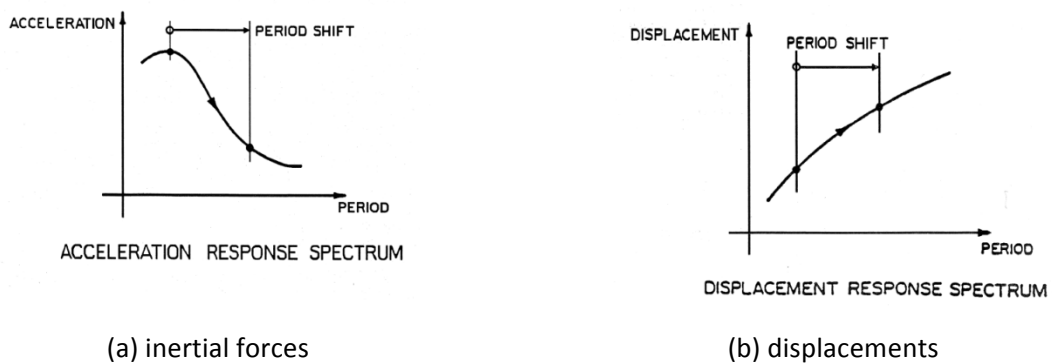 ACCELERATION
PERIOD SHIFT
PERIOD
ACCELERATION RESPONSE SPECTRUM
(a) inertial forces
DISPLACEMENT
PERIOD SHIFT
PERIOD
DISPLACEMENT RESPONSE SPECTRUM
(b) displacements